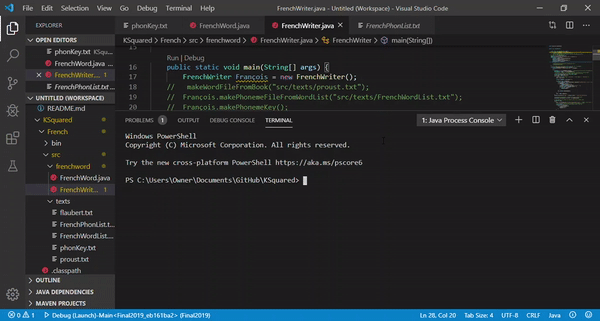 File Edit Selection View Go Debug Terminal Help FrenchWriter.java - Untitled (Workspace) - Visual Studio Code
EXPLORER
OPEN EDITORS
phonKey.txt KSquared...
FrenchWord.java Fren...
FrenchWriter... 1
FrenchPhonList.txt KS...
UNTITLED (WORKSPACE)
README.md
KSquared
French
bin
src
frenchword
FrenchWord.java
FrenchWrit... 1
texts
flaubert.txt
FrenchPhonList.t...
FrenchWordList....
phonKey.txt
proust.txt
.classpath
OUTLINE
JAVA DEPENDENCIES
MAVEN PROJECTS
phonKey.txt FrenchWord.java FrenchWriter.java FrenchPhonList.txt
KSquared > French > src > frenchword > FrenchWriter.java > FrenchWriter > main(String[])
15
Run | Debug
16 public static void main(String[] args) {
17 FrenchWriter François = new FrenchWriter();
18 // makeWordFileFromBook("src/texts/proust.txt");
19 // François.makePhonemeFileFromWordList("src/texts/FrenchWordList.txt");
20 // François.makePhonemeKey();
PROBLEMS 1 OUTPUT DEBUG CONSOLE TERMINAL 1: Java Process Console
Windows PowerShell
Copyright (C) Microsoft Corporation. All rights reserved.
Try the new cross-platform PowerShell https://aka.ms/pscore6
PS C:\Users\Owner\Documents\GitHub\KSquared>
0 1 Debug (Launch)-Main<Final2019_eb161ba2> (Final2019) Ln 28, Col 20 Tab Size: 4 UTF-8 CRLF Java